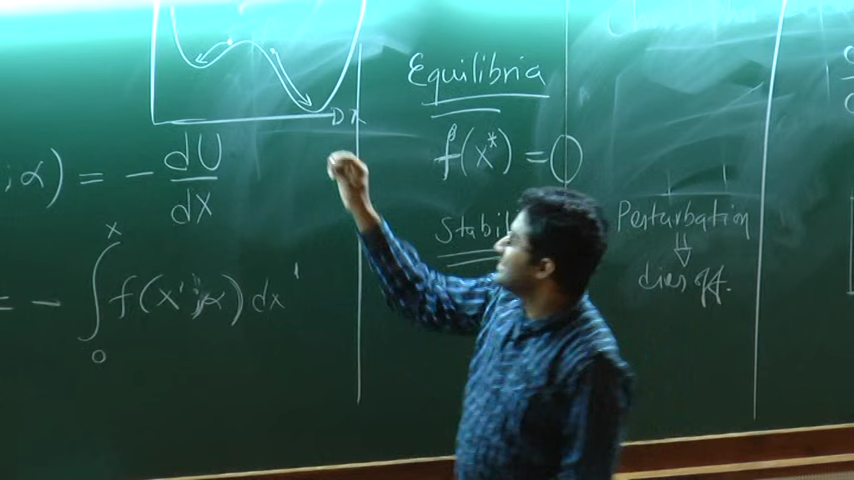 x
; α) = - dU/dx
= - ∫₀ˣ f(x'; α) dx'
Equilibria
f(x*) = 0
Stabil
Perturbation
⇓
dies off.